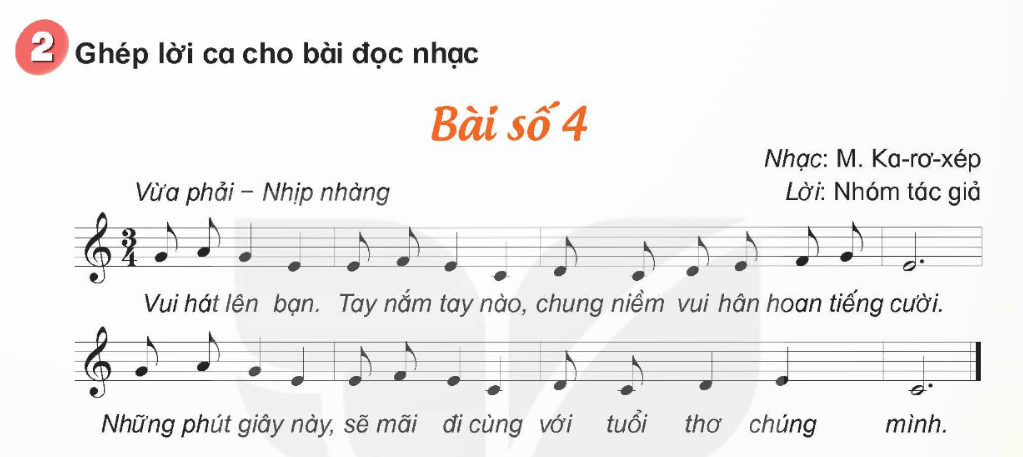 2 Ghép lời ca cho bài đọc nhạc
Bài số 4
Nhạc: M. Ka-rơ-xép
Vừa phải – Nhịp nhàng
Lời: Nhóm tác giả
3
4
Vui hát lên bạn. Tay nắm tay nào, chung niềm vui hân hoan tiếng cười.
Những phút giây này, sẽ mãi đi cùng với tuổi thơ chúng mình.